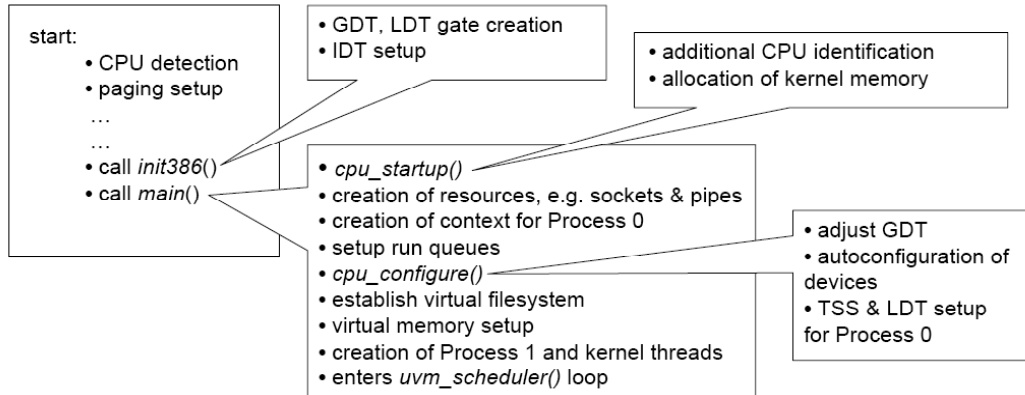 start:
• CPU detection
• paging setup
...
...
• call init386()
• call main()
• GDT, LDT gate creation
• IDT setup
• additional CPU identification
• allocation of kernel memory
• cpu_startup()
• creation of resources, e.g. sockets & pipes
• creation of context for Process 0
• setup run queues
• cpu_configure()
• establish virtual filesystem
• virtual memory setup
• creation of Process 1 and kernel threads
• enters uvm_scheduler() loop
• adjust GDT
• autoconfiguration of
devices
• TSS & LDT setup
for Process 0